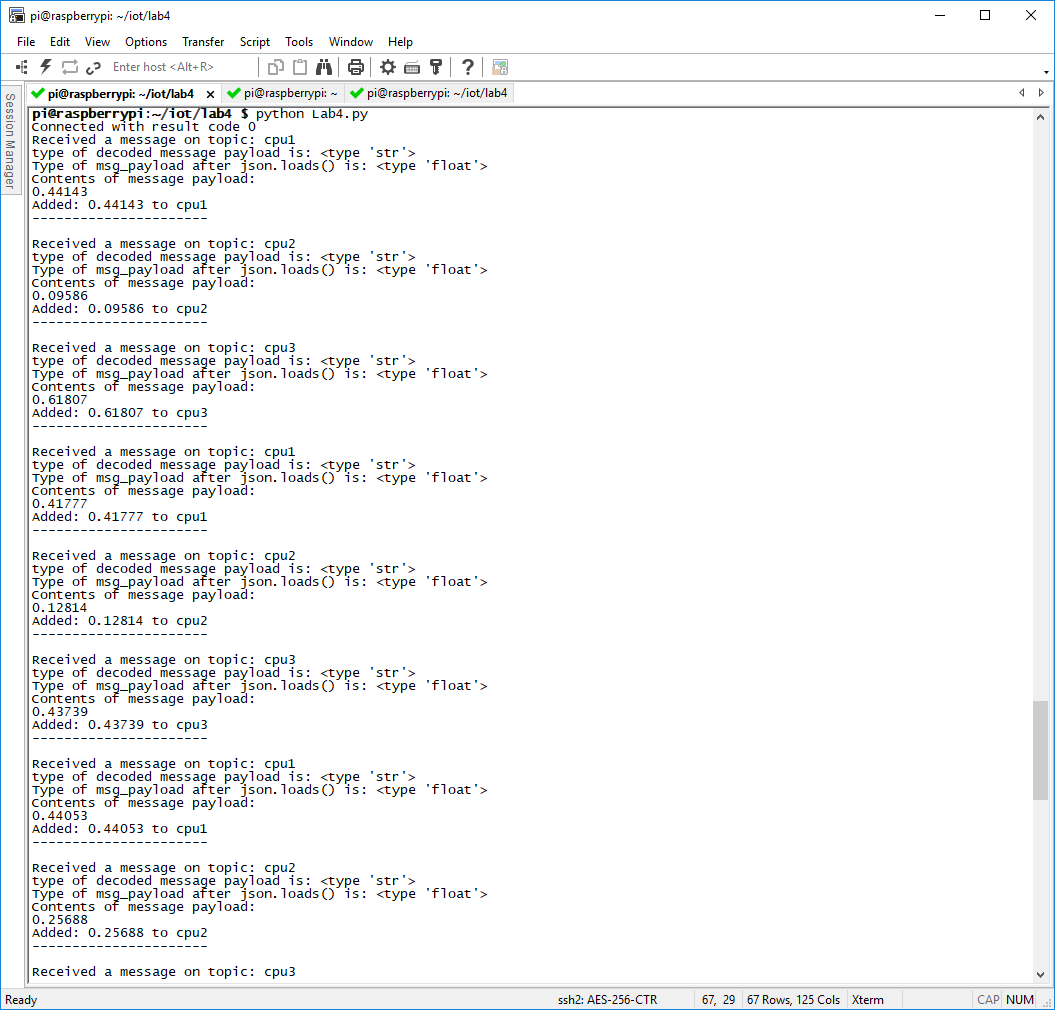 pi@raspberrypi: ~/iot/lab4
File Edit View Options Transfer Script Tools Window Help
Enter host <Alt+R>
pi@raspberrypi: ~/iot/lab4 pi@raspberrypi: ~ pi@raspberrypi: ~/iot/lab4
Session Manager
pi@raspberrypi:~/iot/lab4 $ python Lab4.py
Connected with result code 0
Received a message on topic: cpu1
type of decoded message payload is: <type 'str'>
Type of msg_payload after json.loads() is: <type 'float'>
Contents of message payload:
0.44143
Added: 0.44143 to cpu1
----------------------
Received a message on topic: cpu2
type of decoded message payload is: <type 'str'>
Type of msg_payload after json.loads() is: <type 'float'>
Contents of message payload:
0.09586
Added: 0.09586 to cpu2
----------------------
Received a message on topic: cpu3
type of decoded message payload is: <type 'str'>
Type of msg_payload after json.loads() is: <type 'float'>
Contents of message payload:
0.61807
Added: 0.61807 to cpu3
----------------------
Received a message on topic: cpu1
type of decoded message payload is: <type 'str'>
Type of msg_payload after json.loads() is: <type 'float'>
Contents of message payload:
0.41777
Added: 0.41777 to cpu1
----------------------
Received a message on topic: cpu2
type of decoded message payload is: <type 'str'>
Type of msg_payload after json.loads() is: <type 'float'>
Contents of message payload:
0.12814
Added: 0.12814 to cpu2
----------------------
Received a message on topic: cpu3
type of decoded message payload is: <type 'str'>
Type of msg_payload after json.loads() is: <type 'float'>
Contents of message payload:
0.43739
Added: 0.43739 to cpu3
----------------------
Received a message on topic: cpu1
type of decoded message payload is: <type 'str'>
Type of msg_payload after json.loads() is: <type 'float'>
Contents of message payload:
0.44053
Added: 0.44053 to cpu1
----------------------
Received a message on topic: cpu2
type of decoded message payload is: <type 'str'>
Type of msg_payload after json.loads() is: <type 'float'>
Contents of message payload:
0.25688
Added: 0.25688 to cpu2
----------------------
Received a message on topic: cpu3
Ready ssh2: AES-256-CTR 67, 29 67 Rows, 125 Cols Xterm CAP NUM